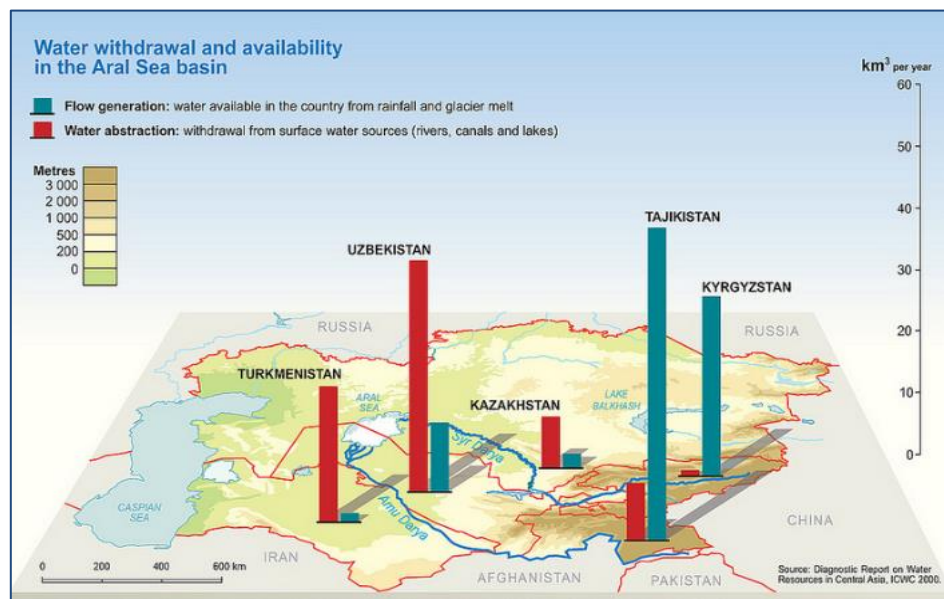 Water withdrawal and availability
in the Aral Sea basin
km³ per year
Flow generation: water available in the country from rainfall and glacier melt
Water abstraction: withdrawal from surface water sources (rivers, canals and lakes)
60
50
40
30
20
10
0
Metres
3 000
2 000
1 000
500
200
0
TAJIKISTAN
UZBEKISTAN
KYRGYZSTAN
RUSSIA
RUSSIA
TURKMENISTAN
ARAL
SEA
KAZAKHSTAN
LAKE
BALKHASH
Syr Darya
Amu Darya
CASPIAN
SEA
CHINA
IRAN
AFGHANISTAN
PAKISTAN
0 200 400 600 km
Source: Diagnostic Report on Water
Resources in Central Asia, ICWC 2000.